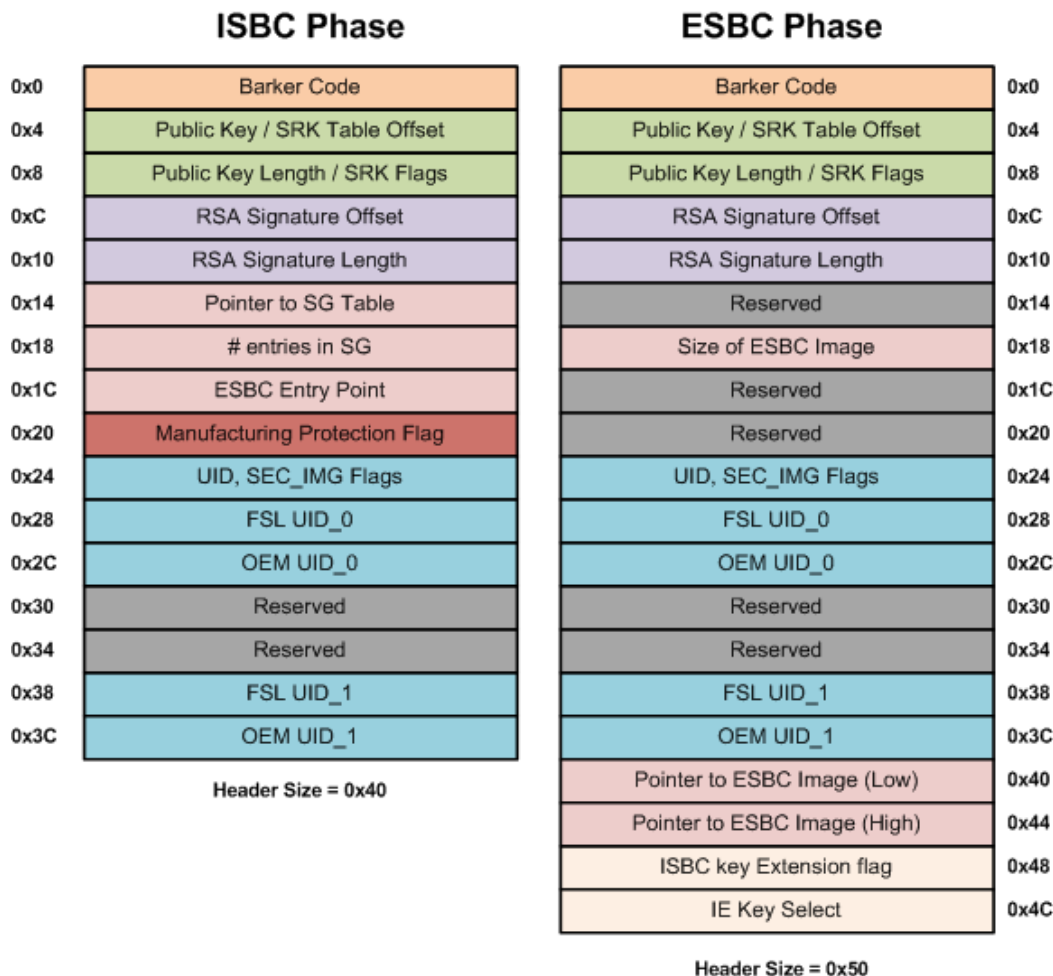 ISBC Phase
0x0 Barker Code
0x4 Public Key / SRK Table Offset
0x8 Public Key Length / SRK Flags
0xC RSA Signature Offset
0x10 RSA Signature Length
0x14 Pointer to SG Table
0x18 # entries in SG
0x1C ESBC Entry Point
0x20 Manufacturing Protection Flag
0x24 UID, SEC_IMG Flags
0x28 FSL UID_0
0x2C OEM UID_0
0x30 Reserved
0x34 Reserved
0x38 FSL UID_1
0x3C OEM UID_1
Header Size = 0x40
ESBC Phase
Barker Code 0x0
Public Key / SRK Table Offset 0x4
Public Key Length / SRK Flags 0x8
RSA Signature Offset 0xC
RSA Signature Length 0x10
Reserved 0x14
Size of ESBC Image 0x18
Reserved 0x1C
Reserved 0x20
UID, SEC_IMG Flags 0x24
FSL UID_0 0x28
OEM UID_0 0x2C
Reserved 0x30
Reserved 0x34
FSL UID_1 0x38
OEM UID_1 0x3C
Pointer to ESBC Image (Low) 0x40
Pointer to ESBC Image (High) 0x44
ISBC key Extension flag 0x48
IE Key Select 0x4C
Header Size = 0x50